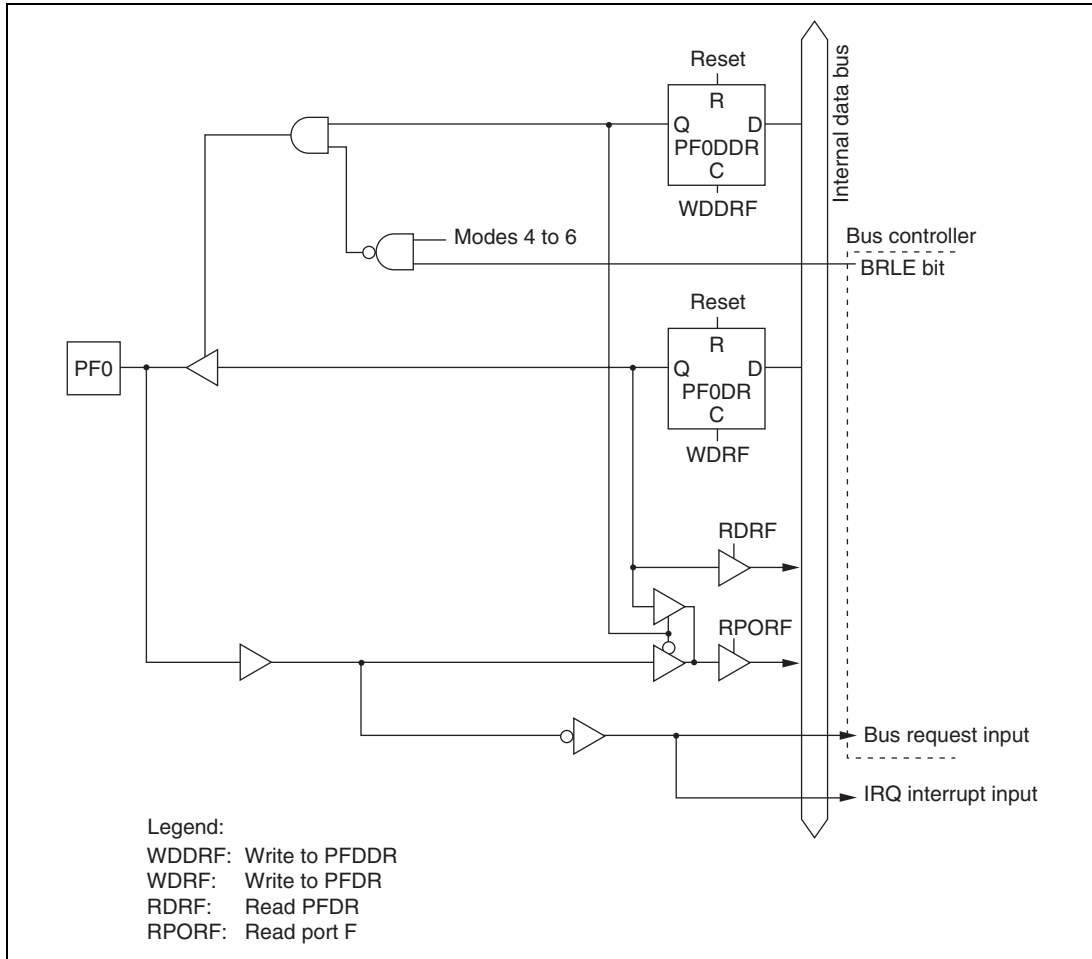 Reset
R
Q
D
PF0DDR
C
WDDRF
Internal data bus
Modes 4 to 6
Bus controller
BRLE bit
Reset
R
PF0
Q
D
PF0DR
C
WDRF
RDRF
RPORF
Bus request input
IRQ interrupt input
Legend:
WDDRF: Write to PFDDR
WDRF: Write to PFDR
RDRF: Read PFDR
RPORF: Read port F